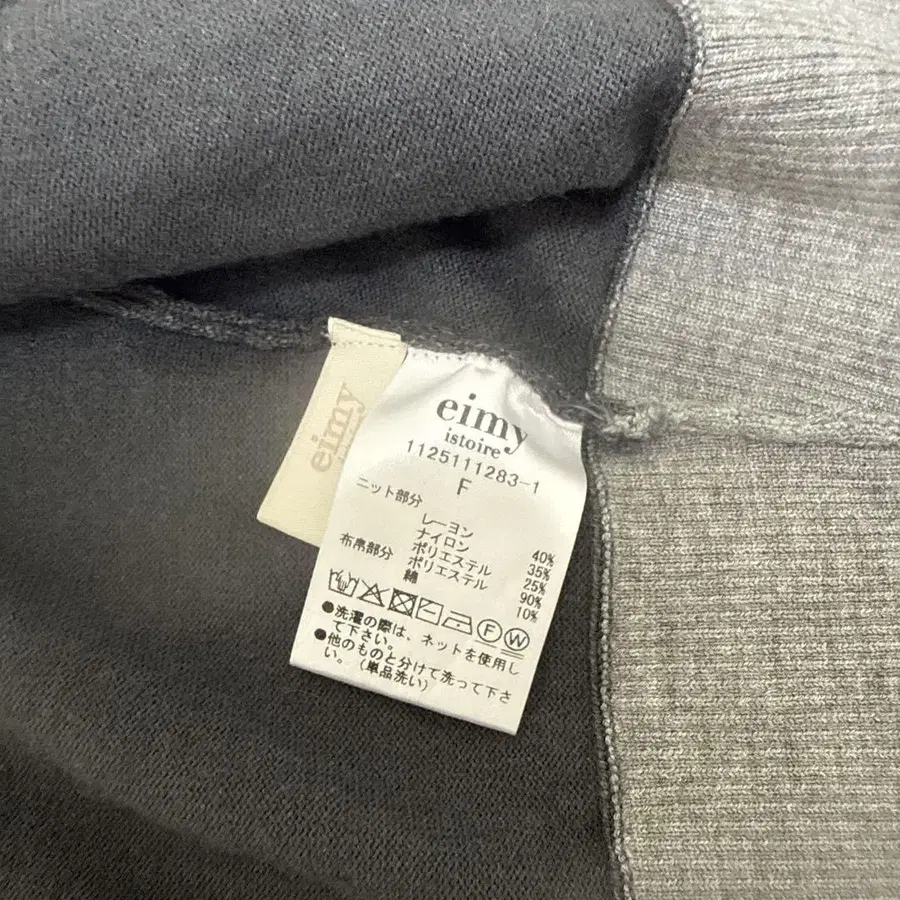 eimy
eimy
istoire
1125111283-1
F
ニット部分
レーヨン 40%
ナイロン 35%
ポリエステル 25%
布帛部分 ポリエステル 90%
綿 10%
F W
●洗濯の際は、ネットを使用し
て下さい。
●他のものと分けて洗って下さ
い。(単品洗い)